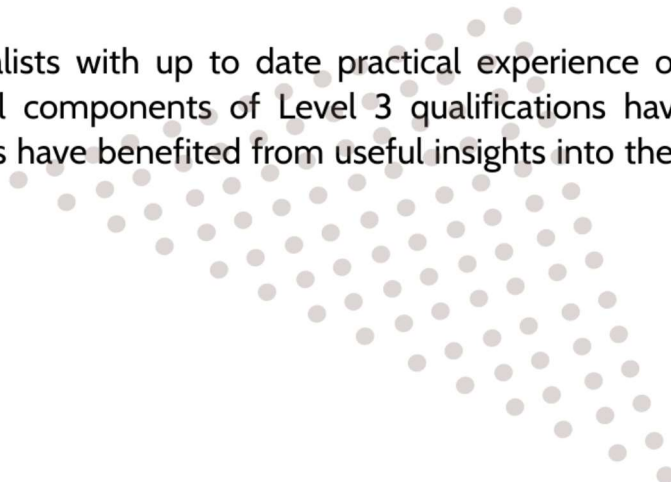 alists with up to date practical experience o
l components of Level 3 qualifications hav
s have benefited from useful insights into the